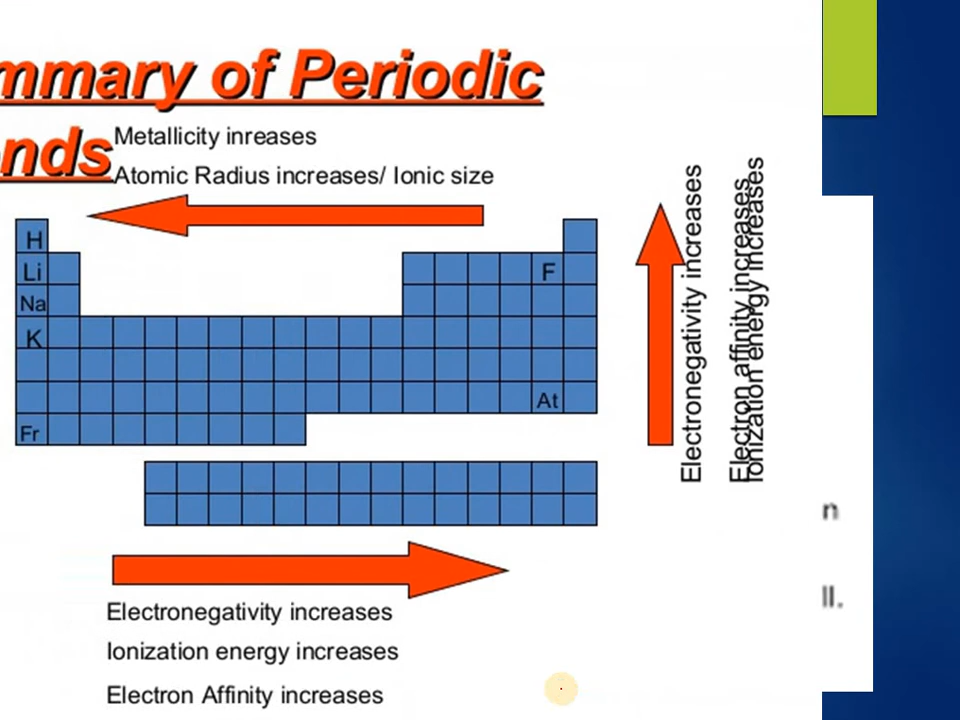 mmary of Periodic
nds
Metallicity inreases
Atomic Radius increases/ Ionic size
H
Li
F
Na
K
At
Fr
Electronegativity increases
Electron affinity increases
Ionization energy increases
n
ll.
Electronegativity increases
Ionization energy increases
Electron Affinity increases